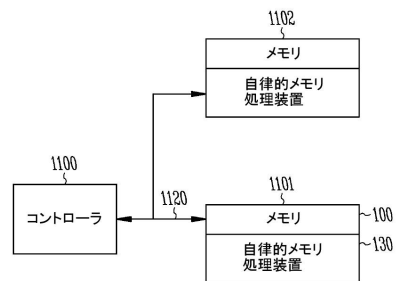 1102
メモリ
自律的メモリ
処理装置
1100
コントローラ
1120
1101
メモリ
100
自律的メモリ
処理装置
130